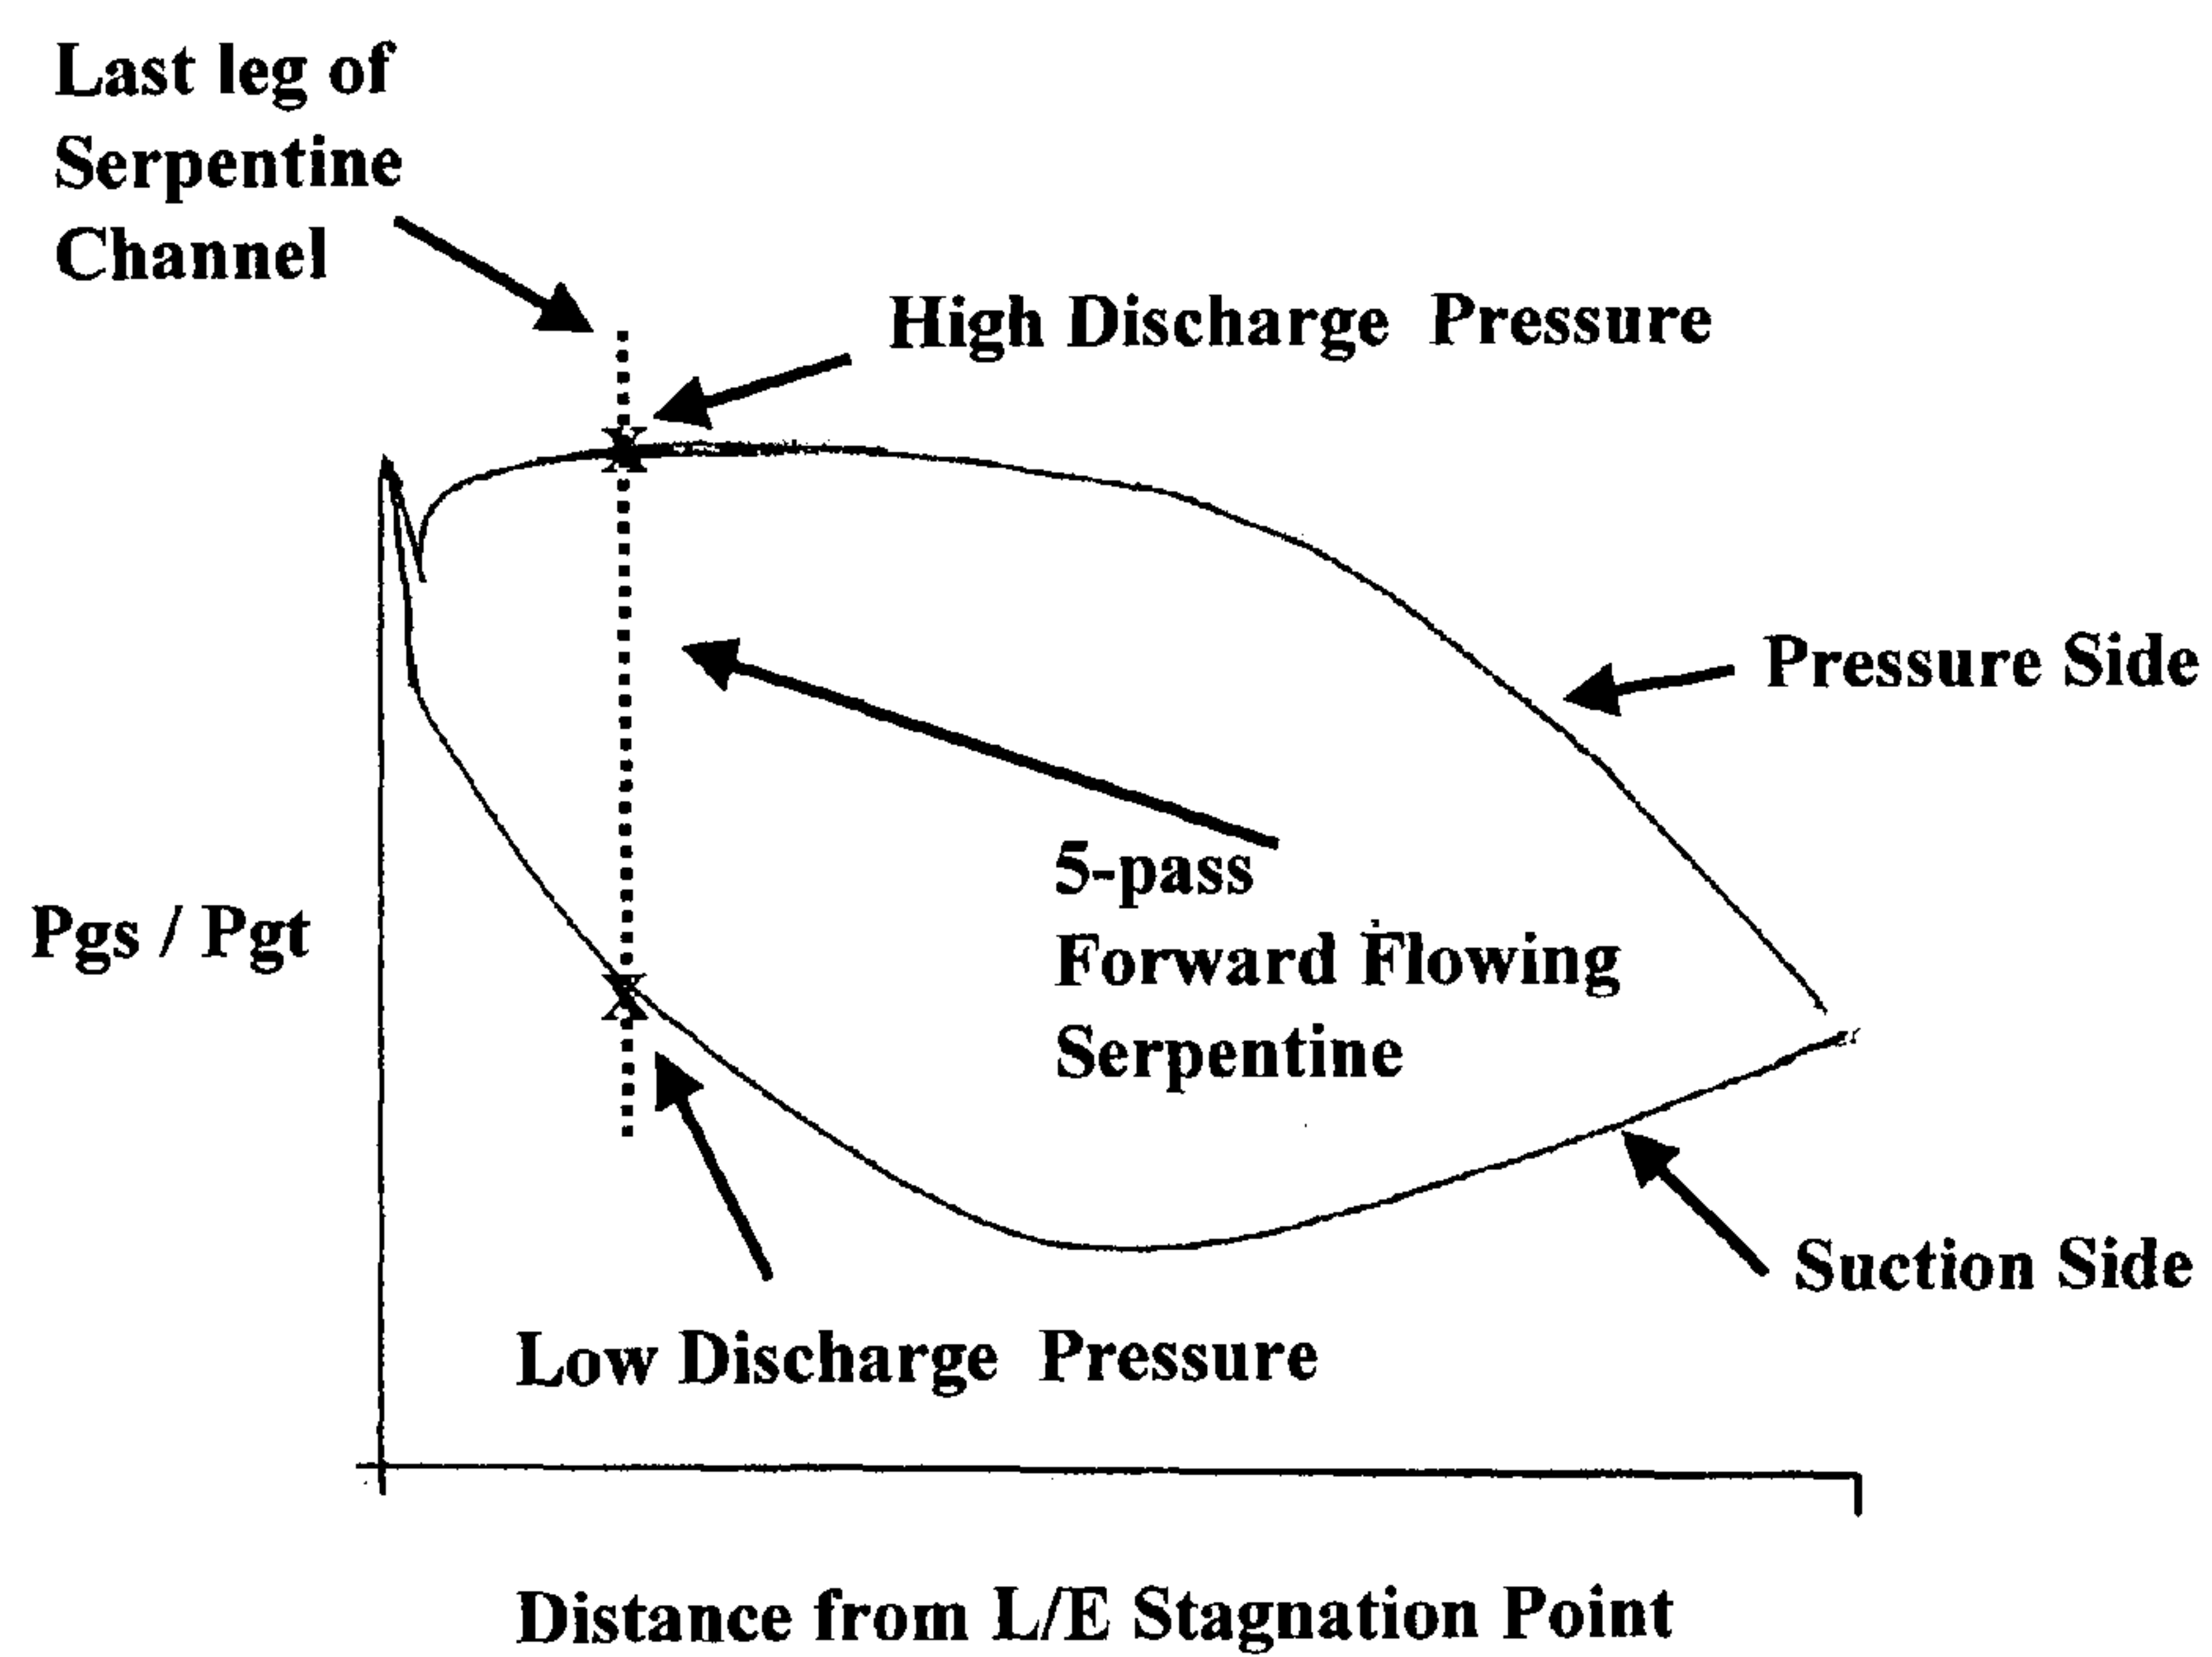 Last leg of
Serpentine
Channel
High Discharge Pressure
Pressure Side
5-pass
Forward Flowing
Serpentine
Pgs / Pgt
Suction Side
Low Discharge Pressure
Distance from L/E Stagnation Point